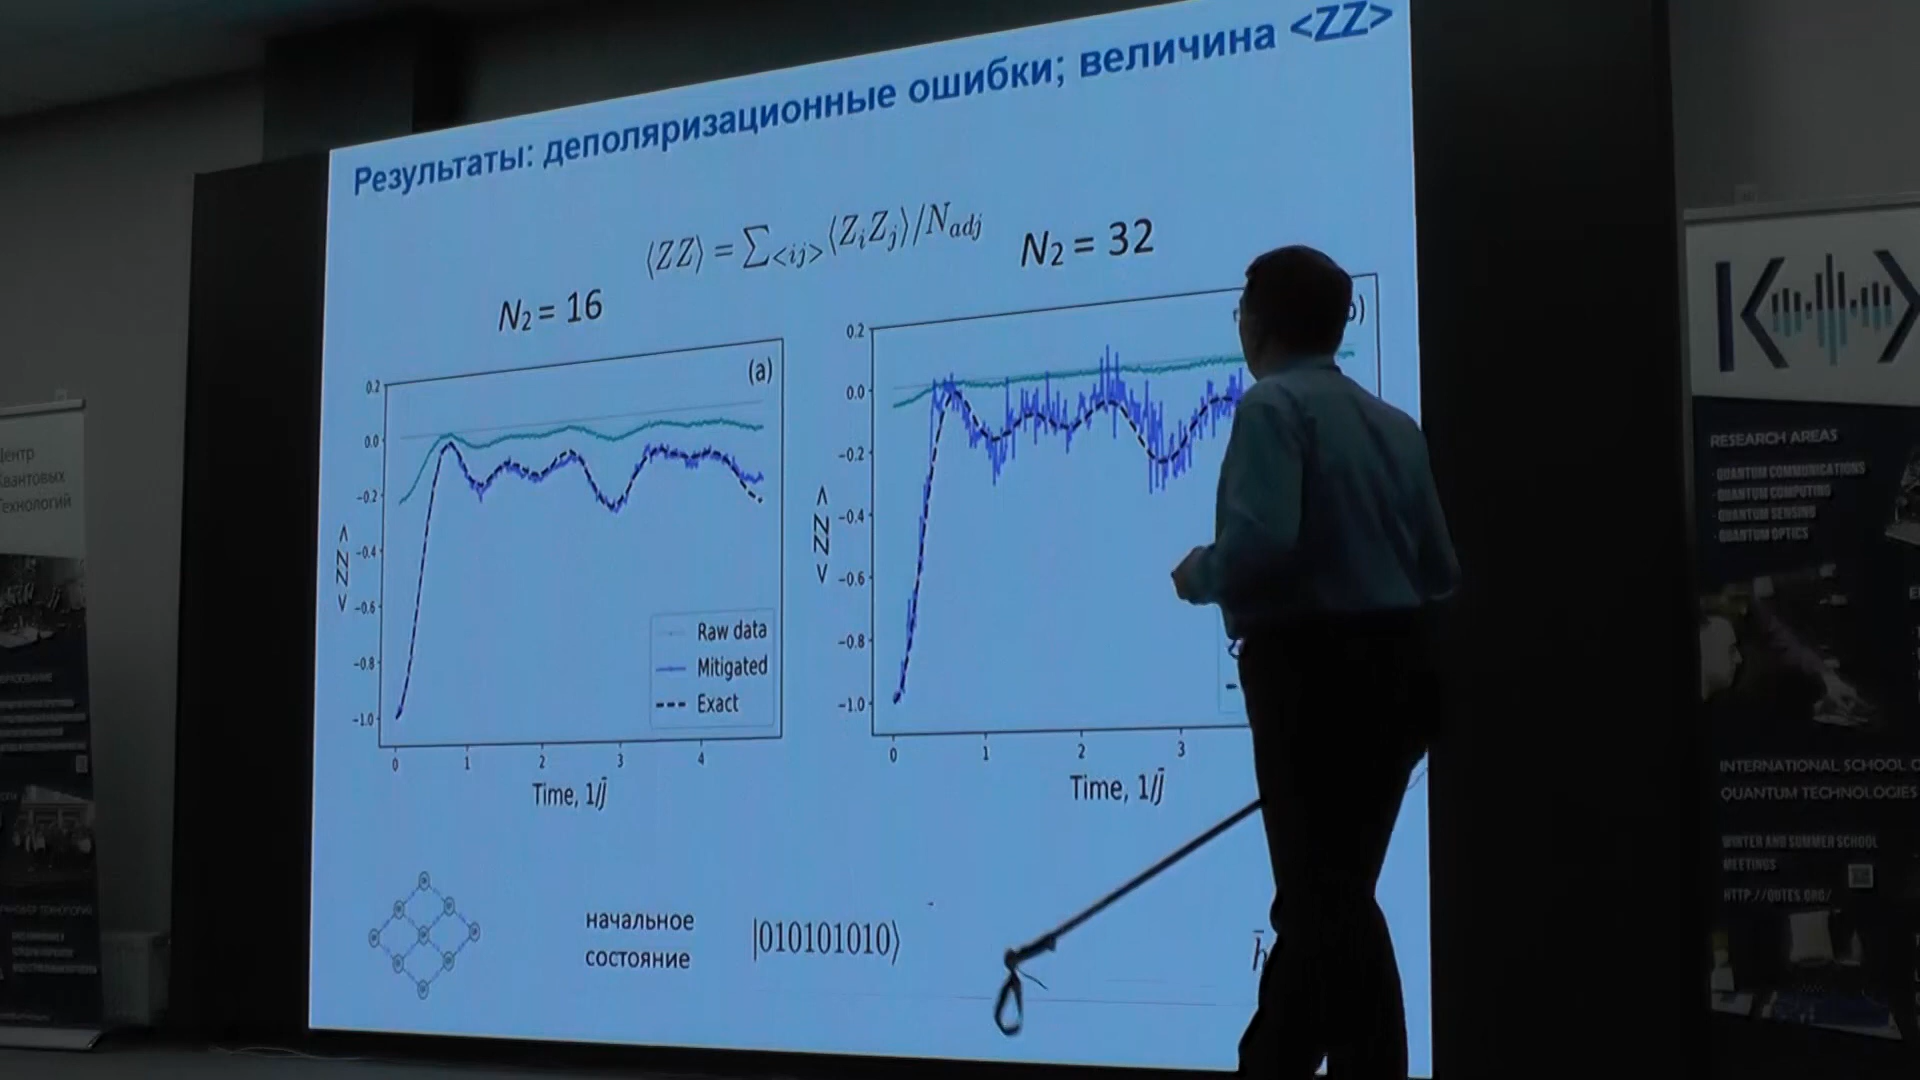 Результаты: деполяризационные ошибки; величина <ZZ>
⟨ZZ⟩ = ∑<ij>⟨ZiZj⟩/Nadj
N2 = 16
N2 = 32
(a)
0.2
0.0
−0.2
−0.4
−0.6
−0.8
−1.0
<ZZ>
0 1 2 3 4
Time, 1/J̄
Raw data
Mitigated
Exact
0.2
0.0
−0.2
−0.4
−0.6
−0.8
−1.0
<ZZ>
0 1 2 3
Time, 1/J̄
начальное
состояние
|010101010⟩
h̄
Квантовых
Технологий
RESEARCH AREAS
- QUANTUM COMMUNICATIONS
- QUANTUM COMPUTING
- QUANTUM SENSING
- QUANTUM OPTICS
INTERNATIONAL SCHOOL
QUANTUM TECHNOLOGIES
WINTER AND SUMMER SCHOOL
MEETINGS
HTTP://QUTES.ORG/